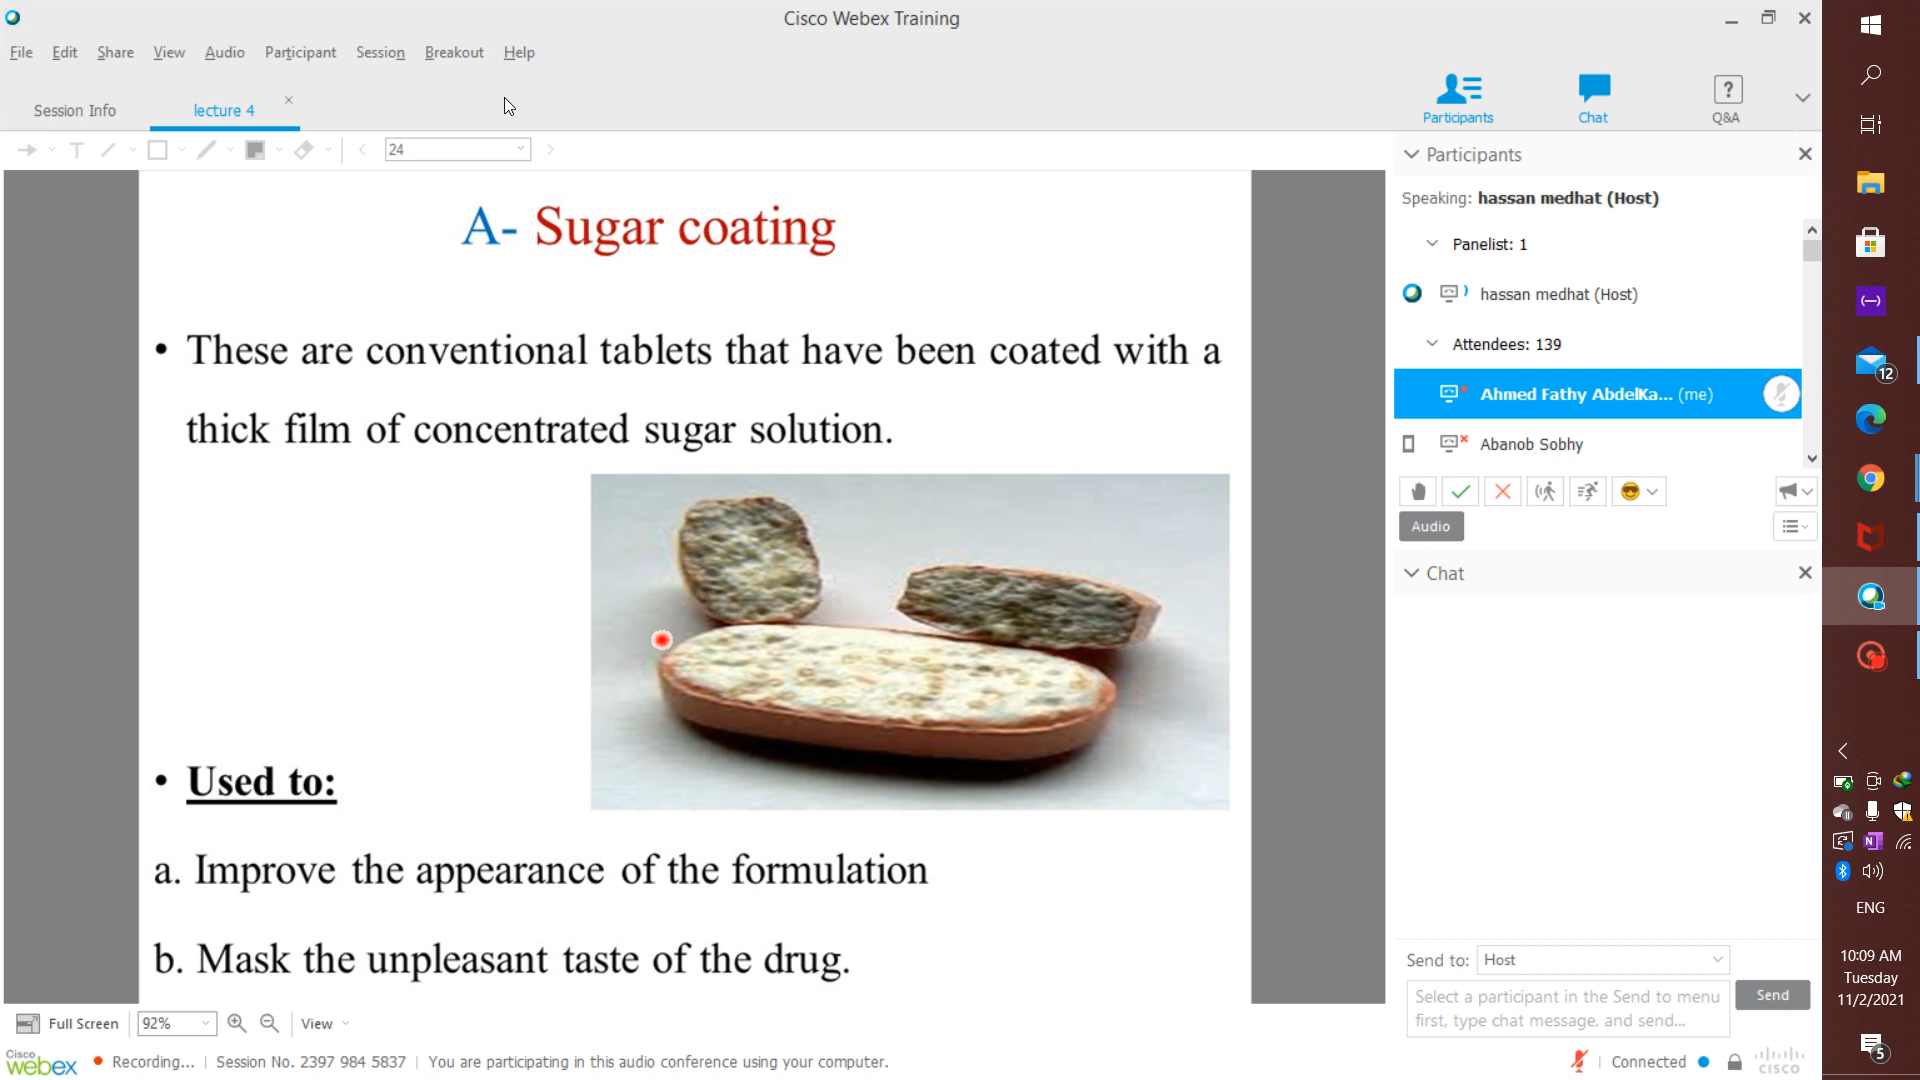 Cisco Webex Training
File Edit Share View Audio Participant Session Breakout Help
Session Info
lecture 4
Participants
Chat
?
Q&A
T
24
A- Sugar coating
• These are conventional tablets that have been coated with a
thick film of concentrated sugar solution.
• Used to:
a. Improve the appearance of the formulation
b. Mask the unpleasant taste of the drug.
Participants
Speaking: hassan medhat (Host)
Panelist: 1
hassan medhat (Host)
Attendees: 139
Ahmed Fathy AbdelKa... (me)
Abanob Sobhy
Audio
Chat
Send to: Host
Select a participant in the Send to menu
first, type chat message, and send...
Send
Full Screen
92%
View
Cisco
webex
Recording...
Session No. 2397 984 5837
You are participating in this audio conference using your computer.
Connected
CISCO
12
N
ENG
10:09 AM
Tuesday
11/2/2021
5